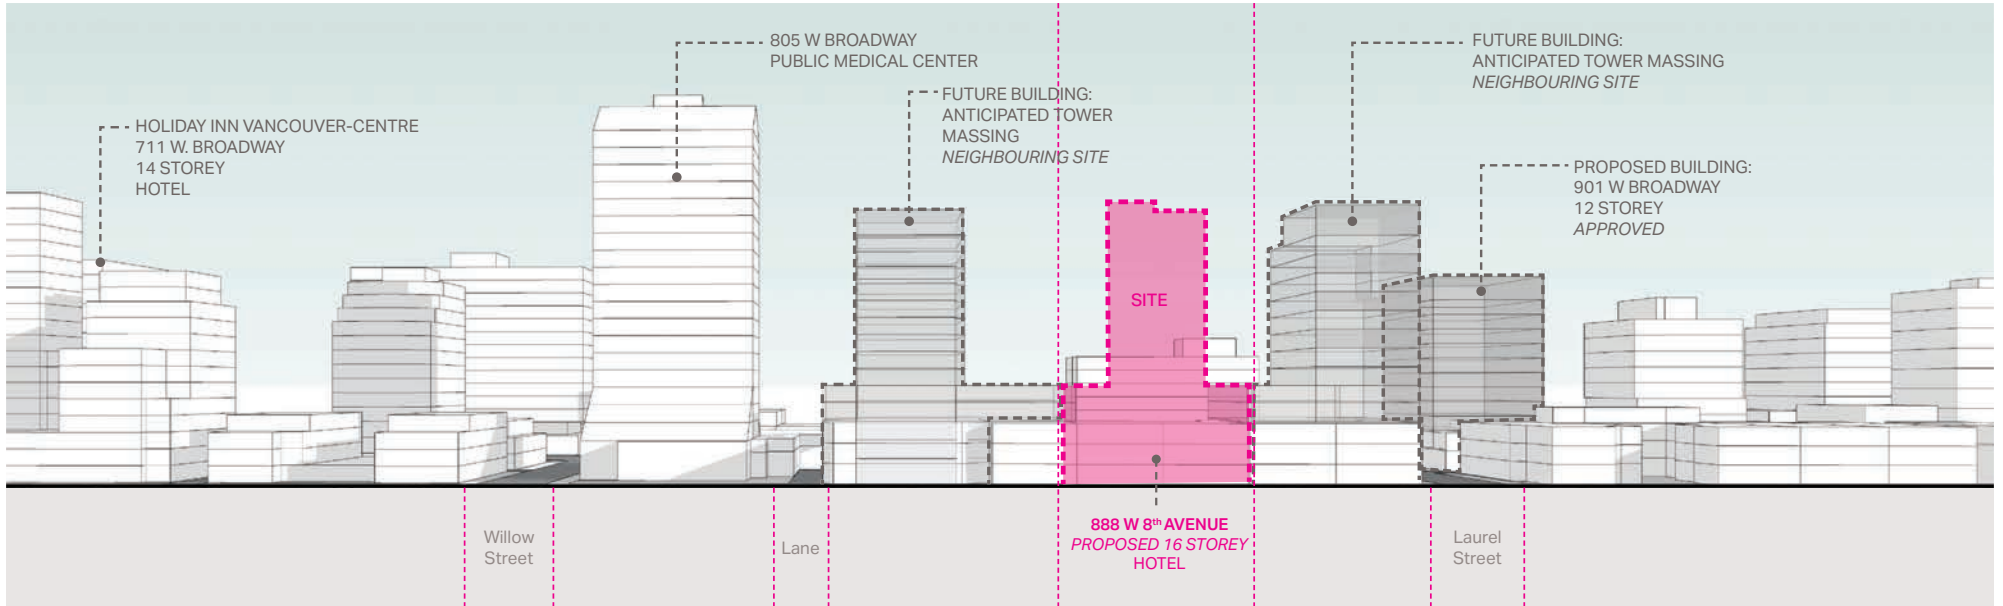 HOLIDAY INN VANCOUVER-CENTRE
711 W. BROADWAY
14 STOREY
HOTEL
805 W BROADWAY
PUBLIC MEDICAL CENTER
FUTURE BUILDING:
ANTICIPATED TOWER
MASSING
NEIGHBOURING SITE
SITE
FUTURE BUILDING:
ANTICIPATED TOWER MASSING
NEIGHBOURING SITE
PROPOSED BUILDING:
901 W BROADWAY
12 STOREY
APPROVED
Willow
Street
Lane
888 W 8th AVENUE
PROPOSED 16 STOREY
HOTEL
Laurel
Street